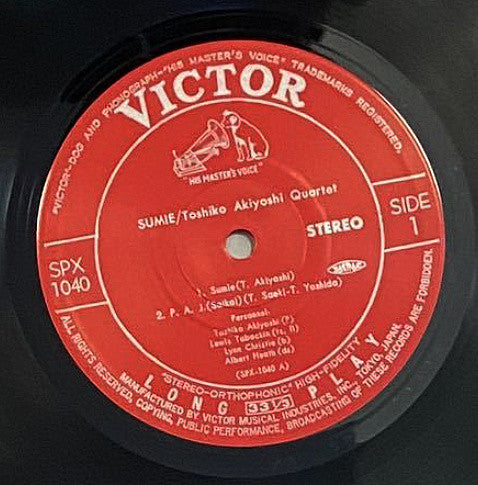 "VICTOR"-DOG AND PHONOGRAPH-"HIS MASTER'S VOICE" TRADEMARKS REGISTERED.
VICTOR
"HIS MASTER'S VOICE"
SUMIE/Toshiko Akiyoshi Quartet
STEREO
SIDE
1
SPX
1040
1. Sumie(T. Akiyoshi)
2. P. A. J.(Saikai)(T. Saeki-T. Yoshida)
Personnel:
Toshiko Akiyoshi(P)
Lewis Tabackin(ts. fl)
Lynn Christie(b)
Albert Heath(ds)
(SPX-1040 A)
"STEREO-ORTHOPHONIC" HIGH-FIDELITY
LONG 33 1/3 PLAY
MANUFACTURED BY VICTOR MUSICAL INDUSTRIES, INC., TOKYO, JAPAN.
ALL RIGHTS RESERVED, COPYING, PUBLIC PERFORMANCE, BROADCASTING OF THESE RECORDS ARE FORBIDDEN.